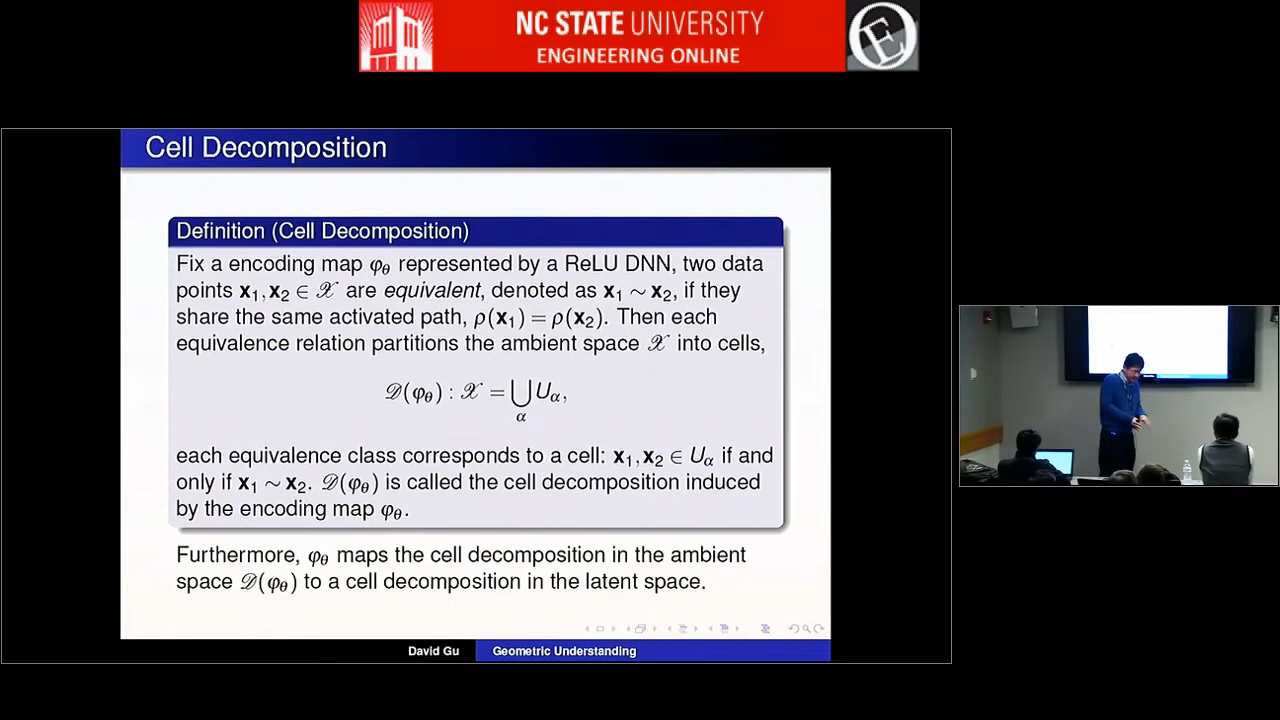 NC STATE UNIVERSITY
ENGINEERING ONLINE
Cell Decomposition
Definition (Cell Decomposition)
Fix a encoding map φθ represented by a ReLU DNN, two data
points x₁, x₂ ∈ 𝒳 are equivalent, denoted as x₁ ∼ x₂, if they
share the same activated path, ρ(x₁) = ρ(x₂). Then each
equivalence relation partitions the ambient space 𝒳 into cells,
𝒟(φθ) : 𝒳 = ⋃α Uα,
each equivalence class corresponds to a cell: x₁, x₂ ∈ Uα if and
only if x₁ ∼ x₂. 𝒟(φθ) is called the cell decomposition induced
by the encoding map φθ.
Furthermore, φθ maps the cell decomposition in the ambient
space 𝒟(φθ) to a cell decomposition in the latent space.
David Gu
Geometric Understanding